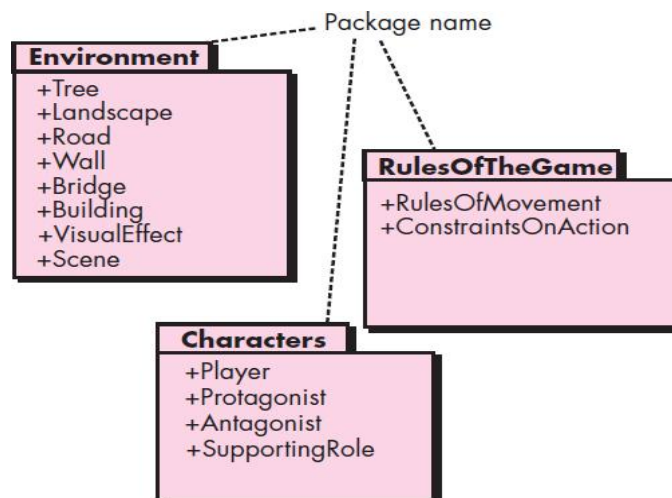 Package name
Environment
+Tree
+Landscape
+Road
+Wall
+Bridge
+Building
+VisualEffect
+Scene
RulesOfTheGame
+RulesOfMovement
+ConstraintsOnAction
Characters
+Player
+Protagonist
+Antagonist
+SupportingRole